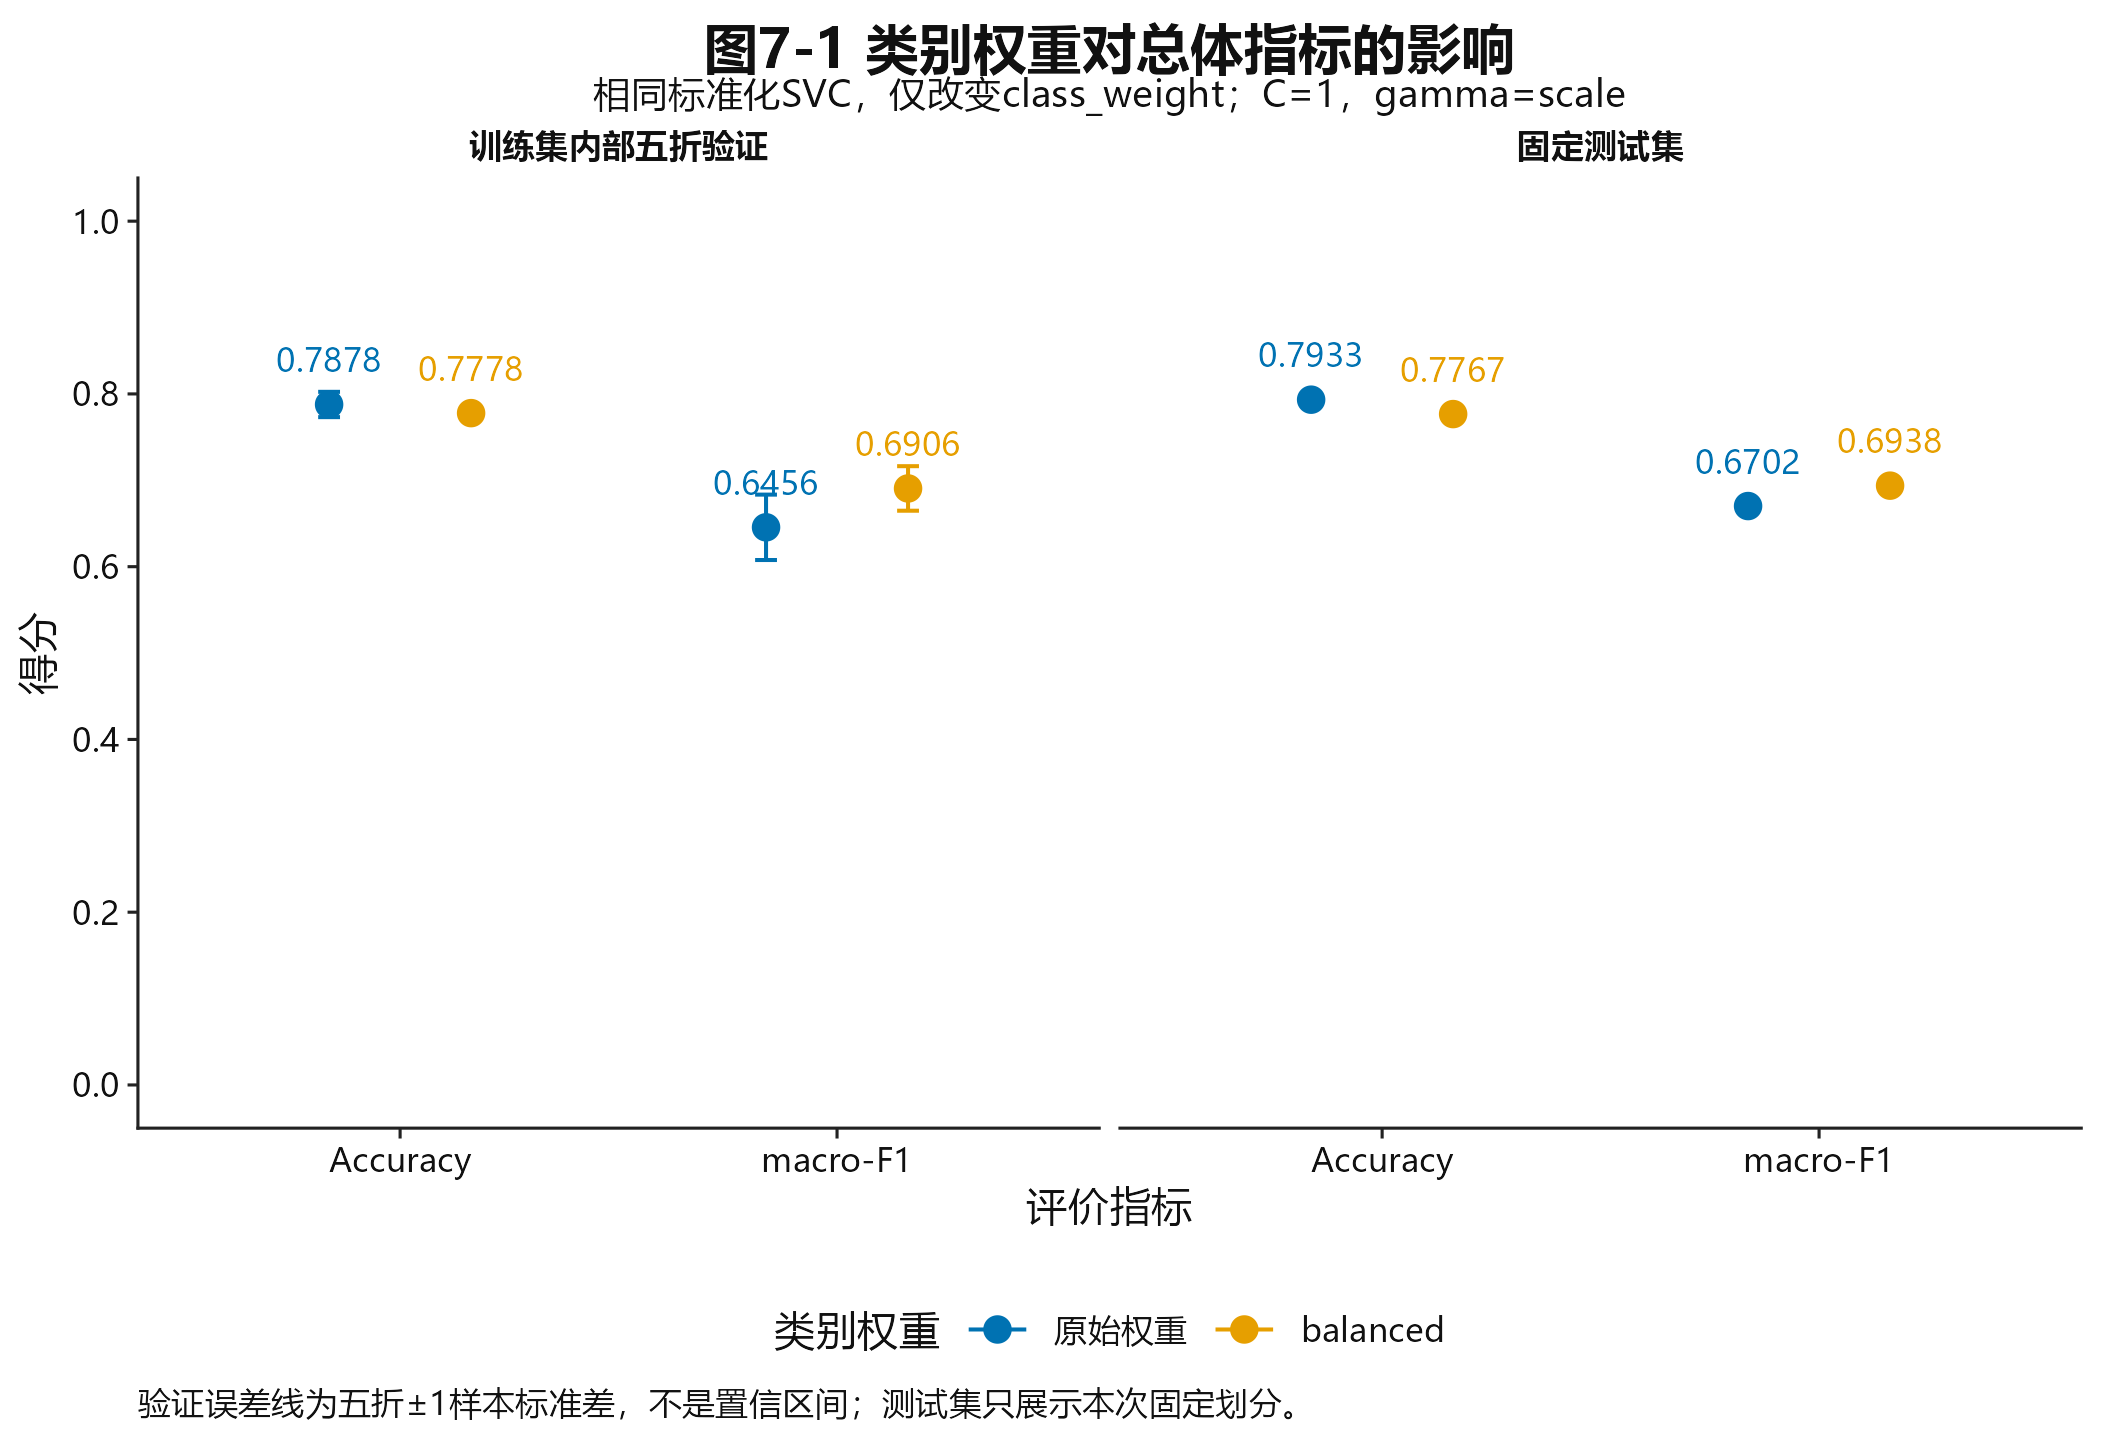 图7-1 类别权重对总体指标的影响
相同标准化SVC，仅改变class_weight；C=1，gamma=scale
训练集内部五折验证
固定测试集
得分
1.0
0.8
0.6
0.4
0.2
0.0
0.7878
0.7778
0.6456
0.6906
0.7933
0.7767
0.6702
0.6938
Accuracy
macro-F1
Accuracy
macro-F1
评价指标
类别权重 原始权重 balanced
验证误差线为五折±1样本标准差，不是置信区间；测试集只展示本次固定划分。